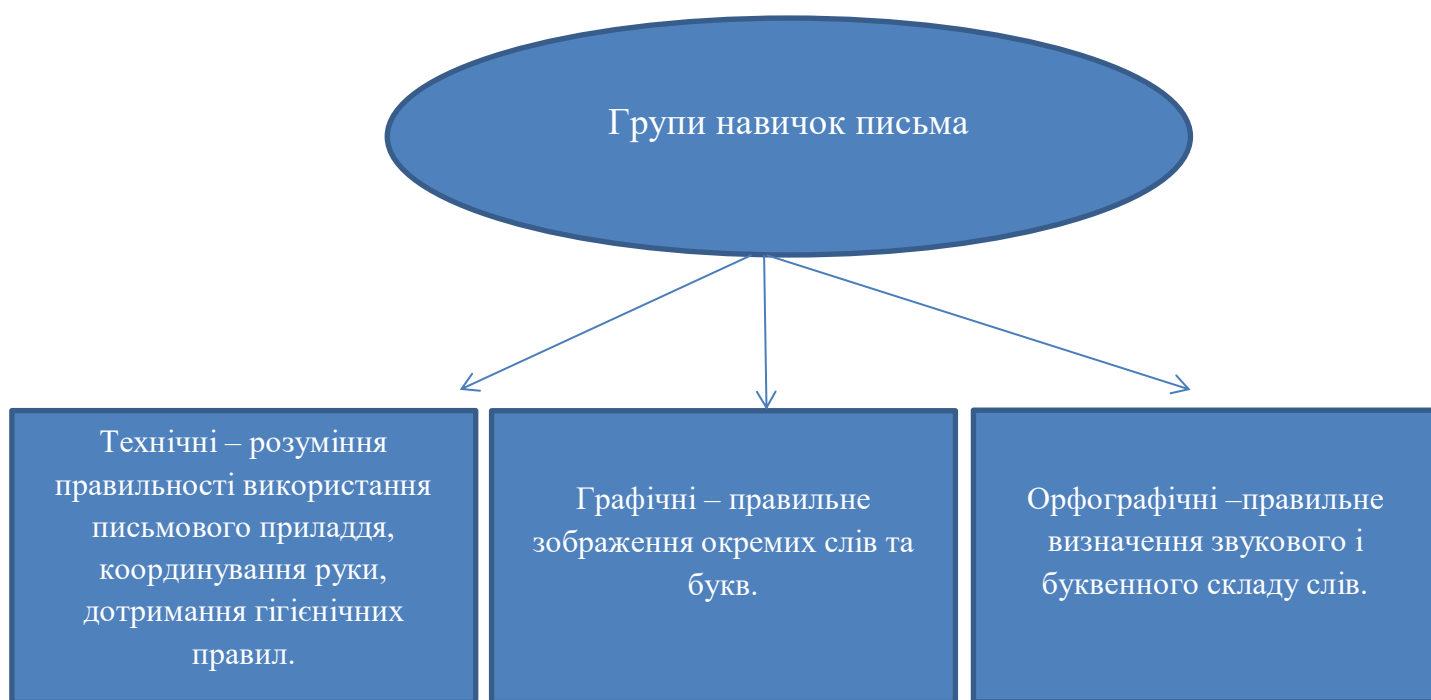 Групи навичок письма
Технічні – розуміння
правильності використання
письмового приладдя,
координування руки,
дотримання гігієнічних
правил.
Графічні – правильне
зображення окремих слів та
букв.
Орфографічні –правильне
визначення звукового і
буквенного складу слів.